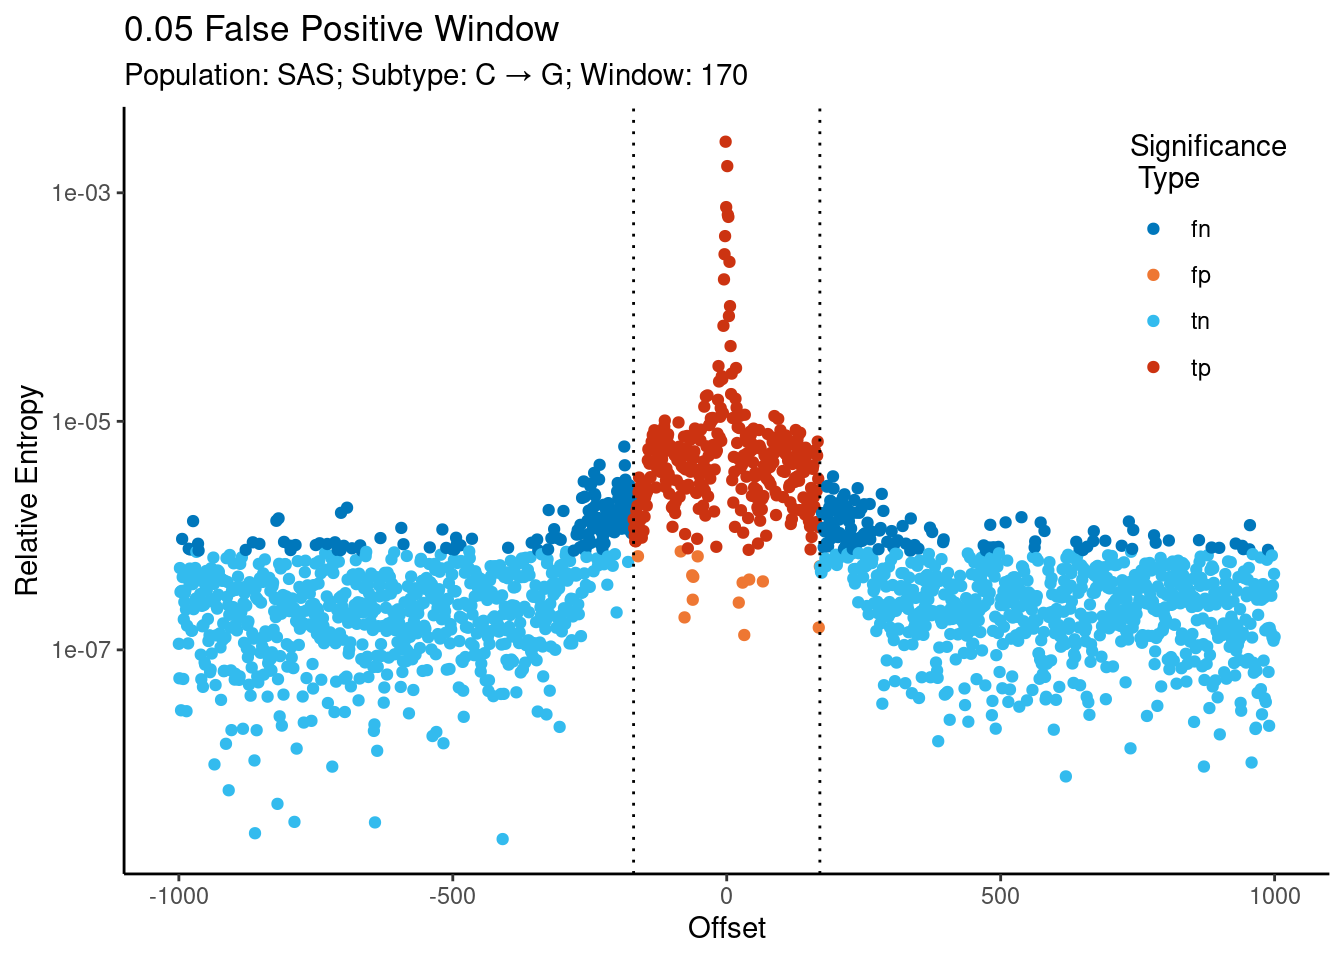 0.05 False Positive Window
Population: SAS; Subtype: C → G; Window: 170
Significance
Type
fn
fp
tn
tp
Relative Entropy
1e-03
1e-05
1e-07
-1000
-500
0
500
1000
Offset